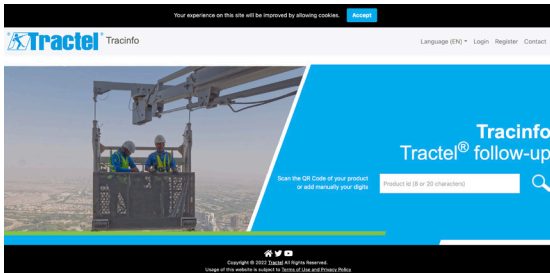 Your experience on this site will be improved by allowing cookies. Accept
Tractel® Tracinfo
Language (EN) Login Register Contact
Tracinfo
Tractel® follow-up
Scan the QR Code of your product
or add manually your digits
Product Id (8 or 20 characters)
Copyright © 2022 Tractel All Rights Reserved.
Usage of this website is subject to Terms of Use and Privacy Policy